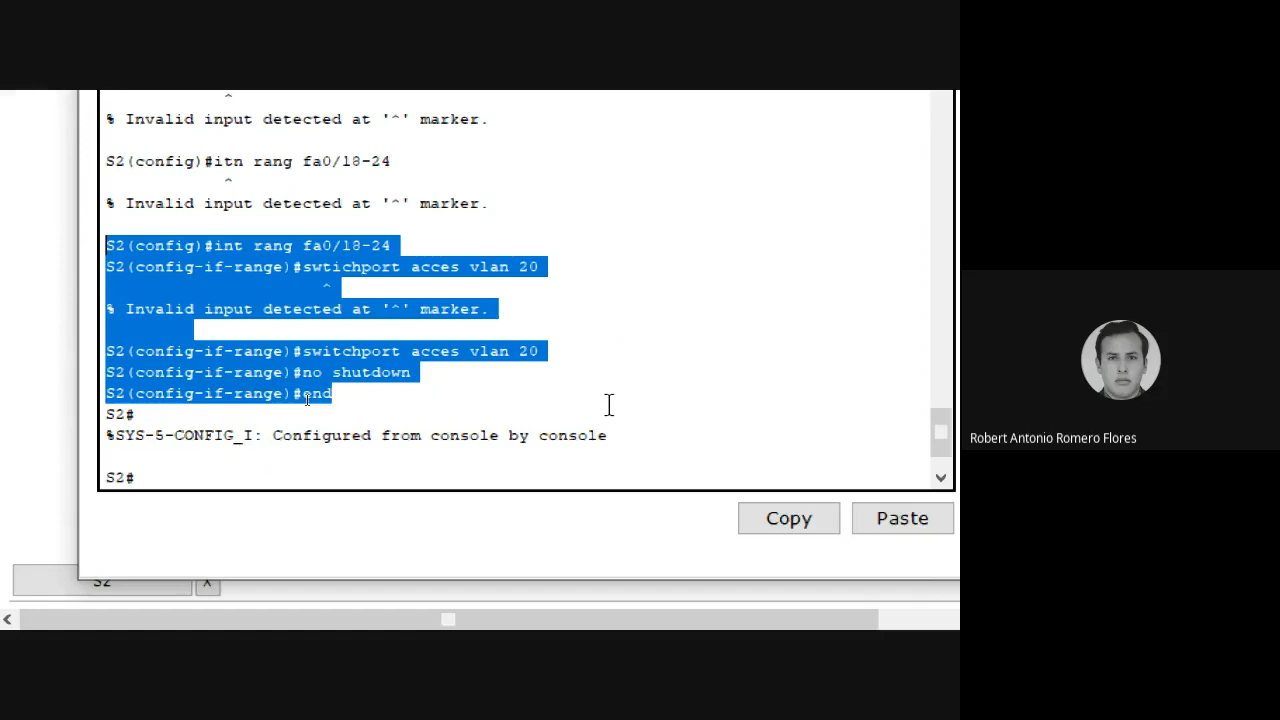 ^
% Invalid input detected at '^' marker.
S2(config)#itn rang fa0/18-24
^
% Invalid input detected at '^' marker.
S2(config)#int rang fa0/18-24
S2(config-if-range)#swtichport acces vlan 20
^
% Invalid input detected at '^' marker.
S2(config-if-range)#switchport acces vlan 20
S2(config-if-range)#no shutdown
S2(config-if-range)#end
S2#
%SYS-5-CONFIG_I: Configured from console by console
S2#
Copy Paste
S2 X
Robert Antonio Romero Flores